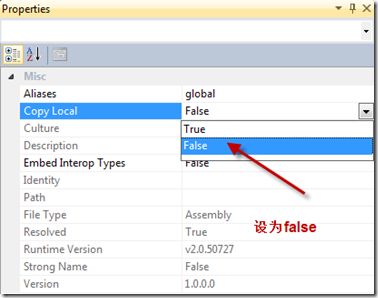 Properties
Misc
Aliases global
Copy Local False
Culture True
Description False
Embed Interop Types False
Identity
Path
File Type Assembly
Resolved True
Runtime Version v2.0.50727
Strong Name False
Version 1.0.0.0
设为false